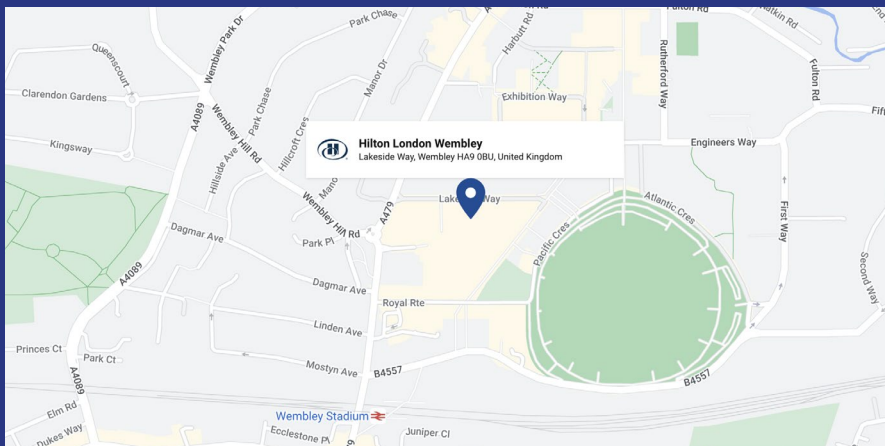 Park Chase
Harbutt Rd
Fulton Rd
Rutherford Way
Queenscourt
Wembley Park Dr
Park Chase
Manor Dr
Fulton Rd
Clarendon Gardens
A4089
Exhibition Way
Kingsway
Wembley Hill Rd
Hillcroft Cres
Hillside Ave
Hilton London Wembley
Lakeside Way, Wembley HA9 0BU, United Kingdom
Engineers Way
Mano
Wembley Hill Rd
A479
Way
Atlantic Cres
First Way
Dagmar Ave
Park Pl
Pacific Cres
Second Way
A4089
Dagmar Ave
Royal Rte
Linden Ave
Princes Ct
Park Ct
Mostyn Ave
B4557
B4557
A4089
Elm Rd
Wembley Stadium
Dukes Way
Ecclestone Pl
Juniper Cl